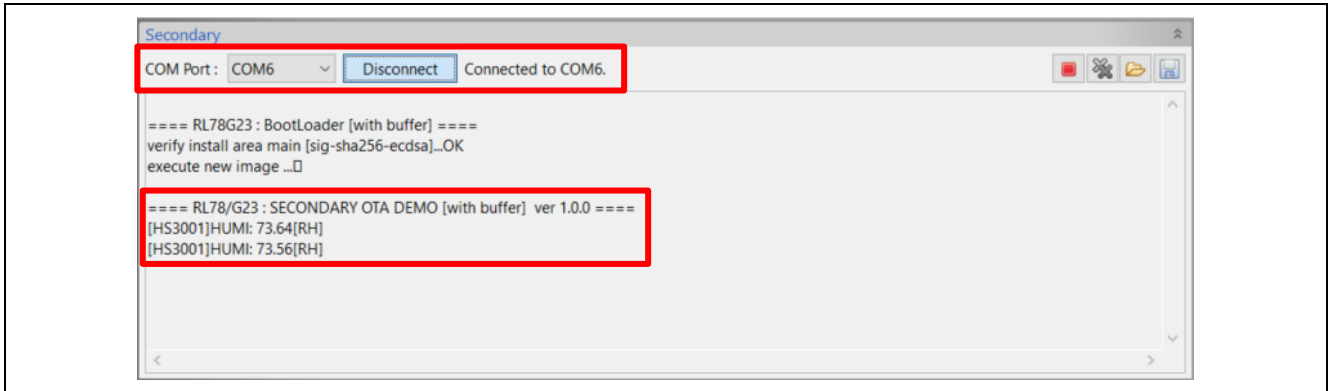 Secondary
COM Port : COM6 Disconnect Connected to COM6.
==== RL78G23 : BootLoader [with buffer] ====
verify install area main [sig-sha256-ecdsa]...OK
execute new image ...▯
==== RL78/G23 : SECONDARY OTA DEMO [with buffer]  ver 1.0.0 ====
[HS3001]HUMI: 73.64[RH]
[HS3001]HUMI: 73.56[RH]